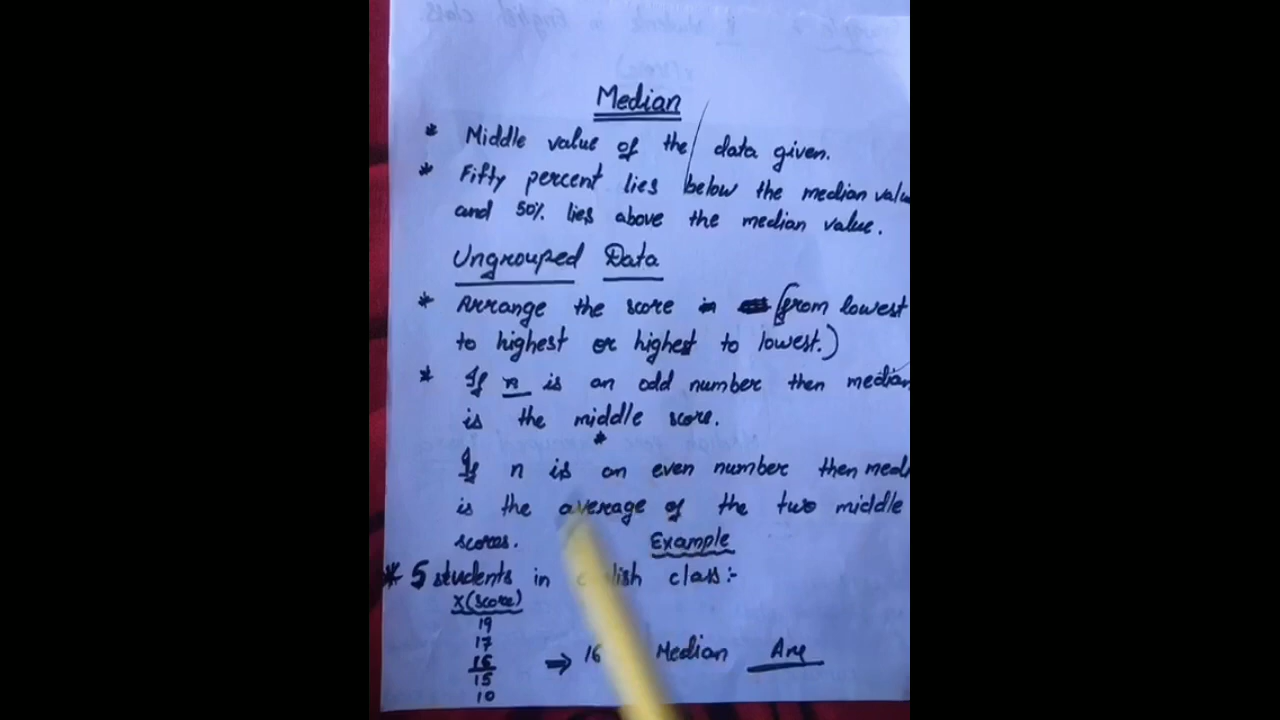 Median
* Middle value of the data given.
* Fifty percent lies below the median valu
and 50% lies above the median value.
Ungrouped Data
* Arrange the score in (from lowest
to highest or highest to lowest.)
* If n is an odd number then median
is the middle score.
*
If n is an even number then med
is the average of the two middle
scores.
Example
* 5 students in english class:-
X(score)
19
17
16 ⇒ 16 Median Ans
15
10